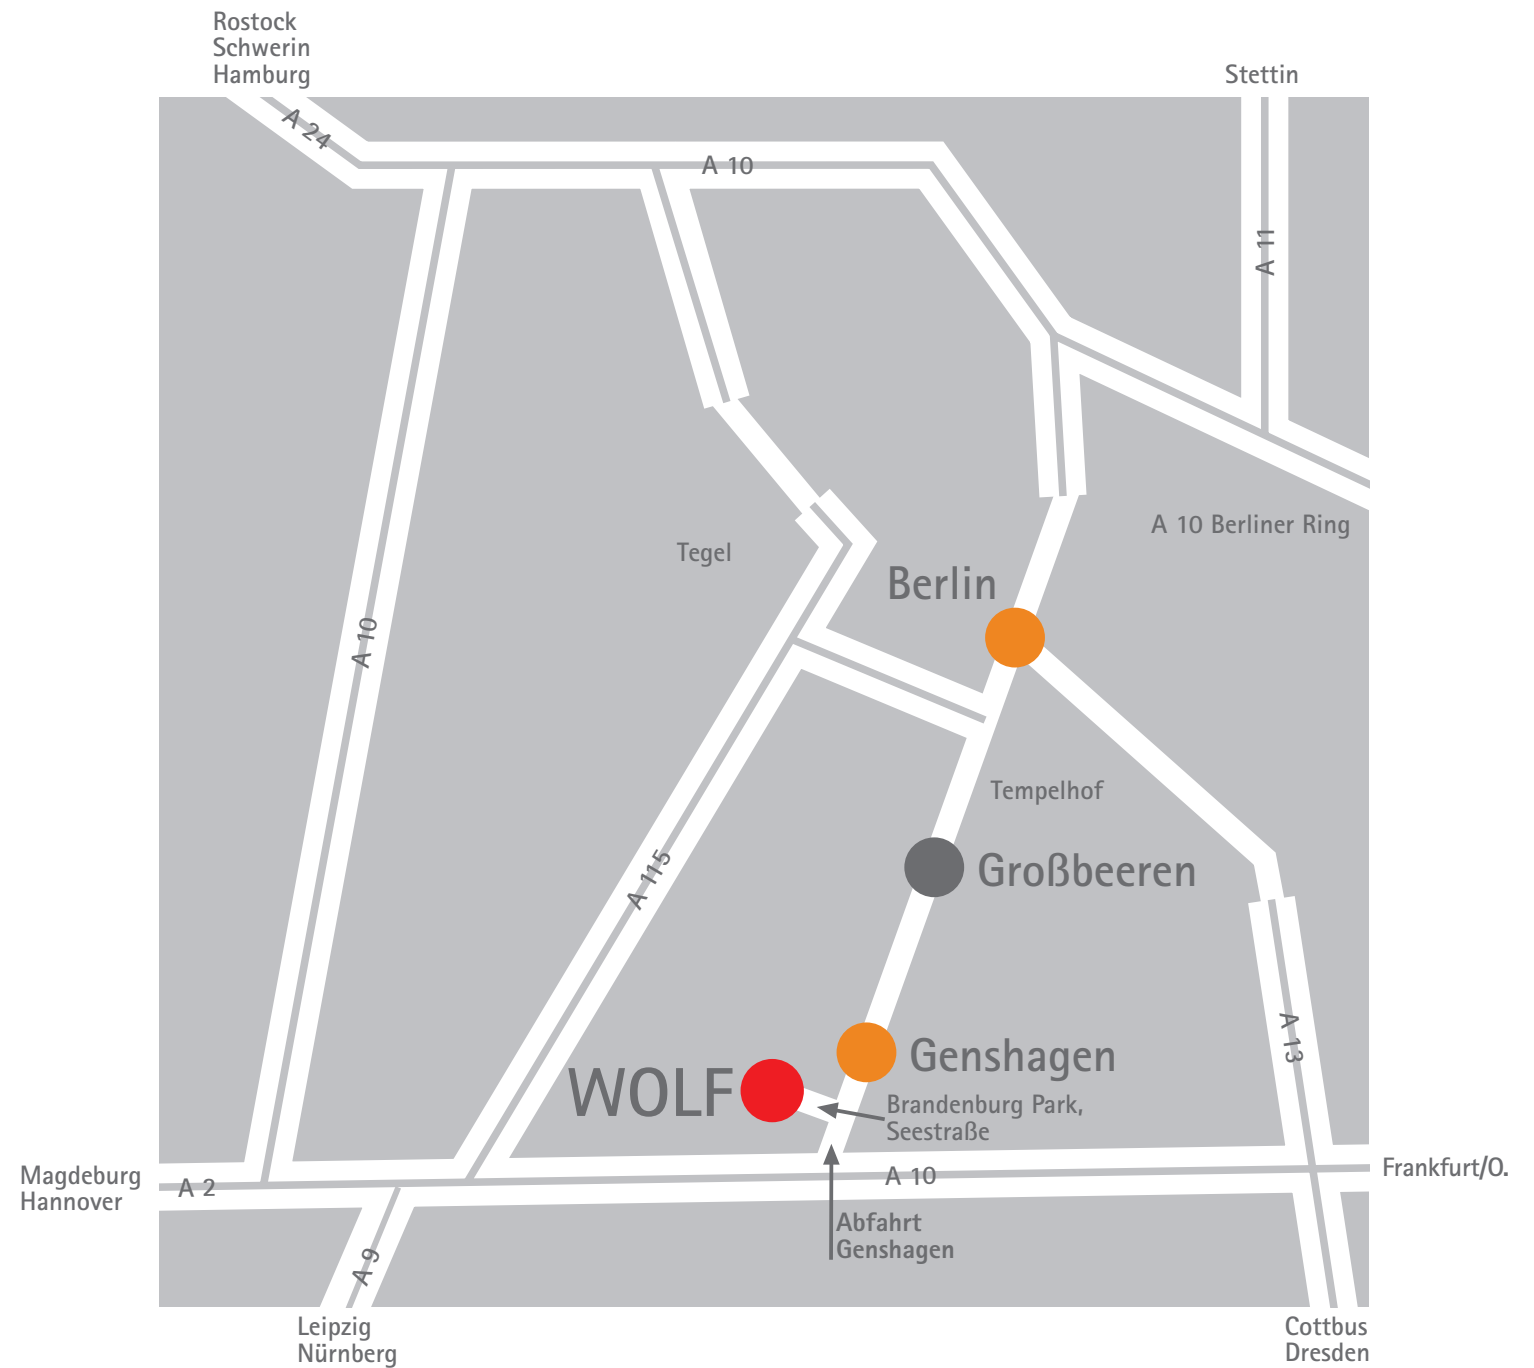 Rostock
Schwerin
Hamburg
Stettin
A 24
A 10
A 11
A 10 Berliner Ring
Tegel
Berlin
A 10
Tempelhof
A 115
Großbeeren
A 13
Genshagen
WOLF
Brandenburg Park,
Seestraße
Magdeburg
Hannover
A 2
A 10
Frankfurt/O.
Abfahrt
Genshagen
A 9
Leipzig
Nürnberg
Cottbus
Dresden